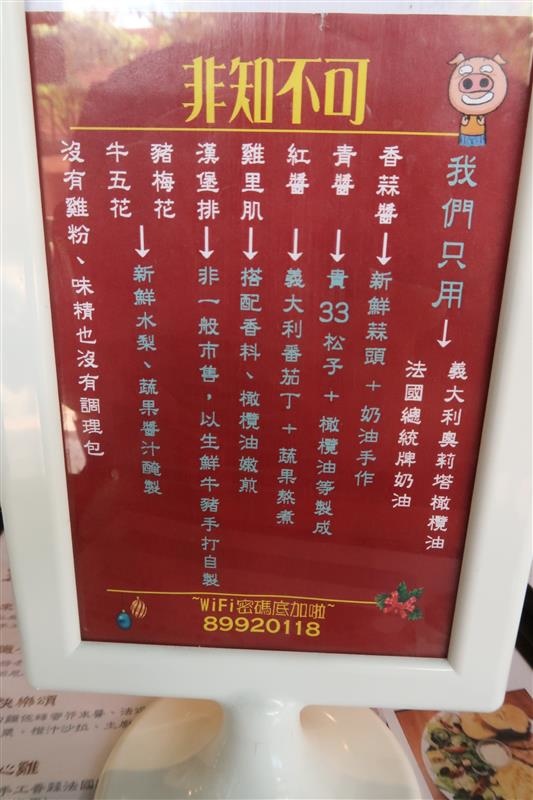 非知不可
我們只用→義大利奧莉塔橄欖油
法國總統牌奶油
香蒜醬→新鮮蒜頭+奶油手作
青醬→貴33松子+橄欖油等製成
紅醬→義大利番茄丁+蔬果熬煮
雞里肌→搭配香料、橄欖油嫩煎
漢堡排→非一般市售,以生鮮牛豬手打自製
豬梅花
牛五花→新鮮水梨、蔬果醬汁醃製
沒有雞粉、味精也沒有調理包
~WiFi密碼底加啦~
89920118
快樂頌
心雞